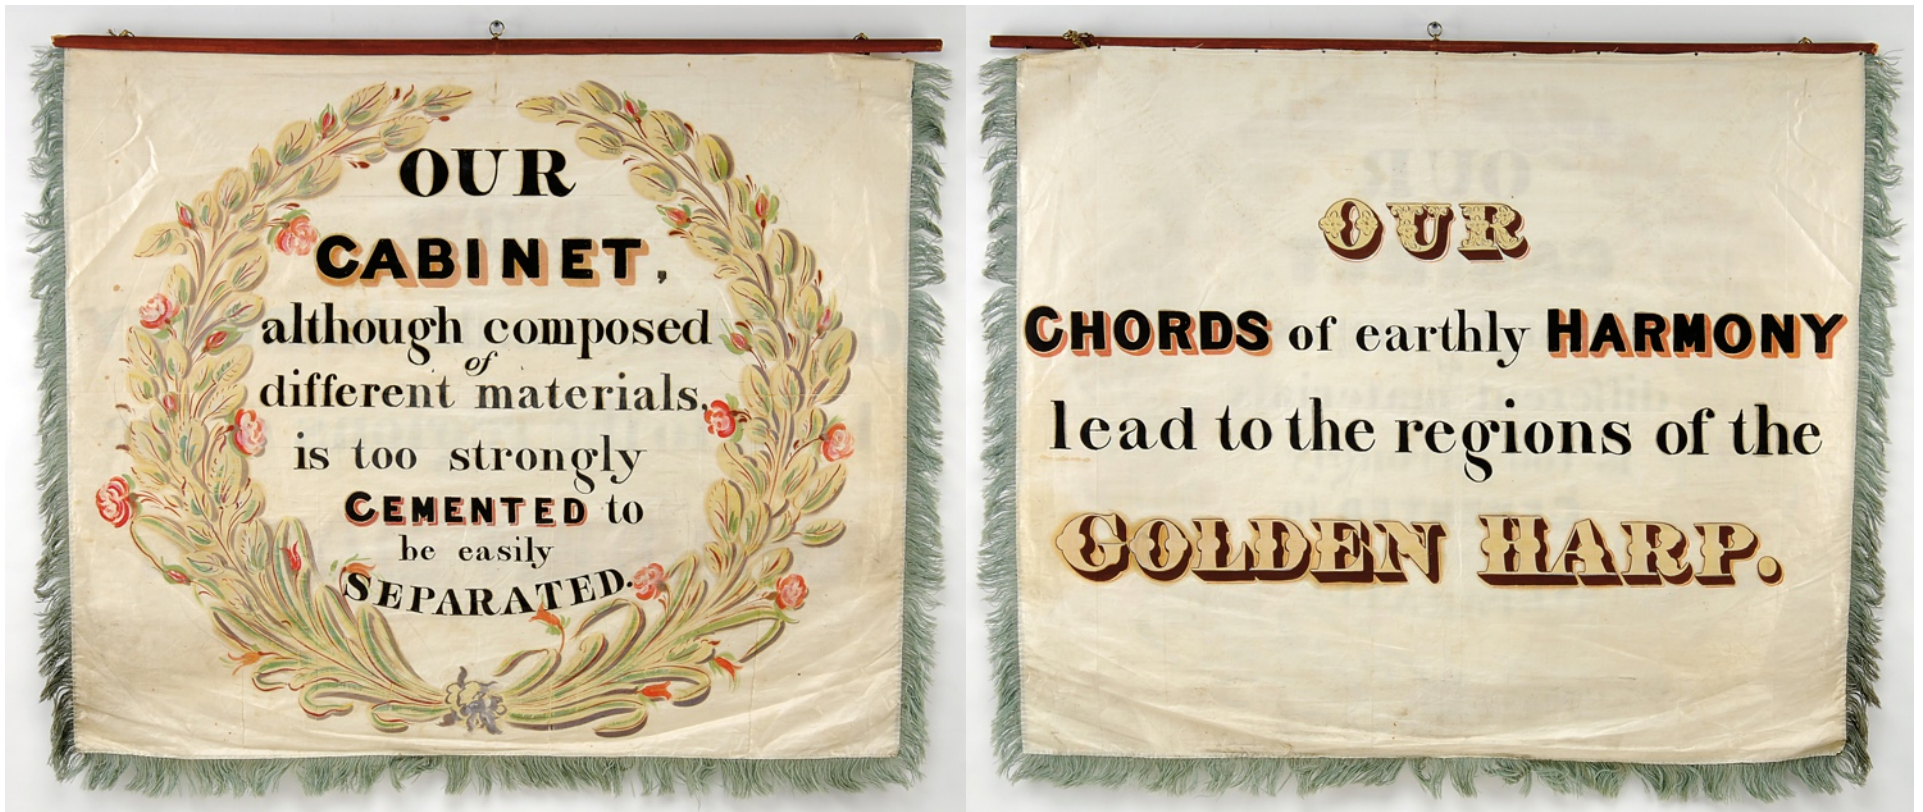 OUR
CABINET,
although composed
of
different materials,
is too strongly
CEMENTED to
be easily
SEPARATED.
OUR
CHORDS of earthly HARMONY
lead to the regions of the
GOLDEN HARP.